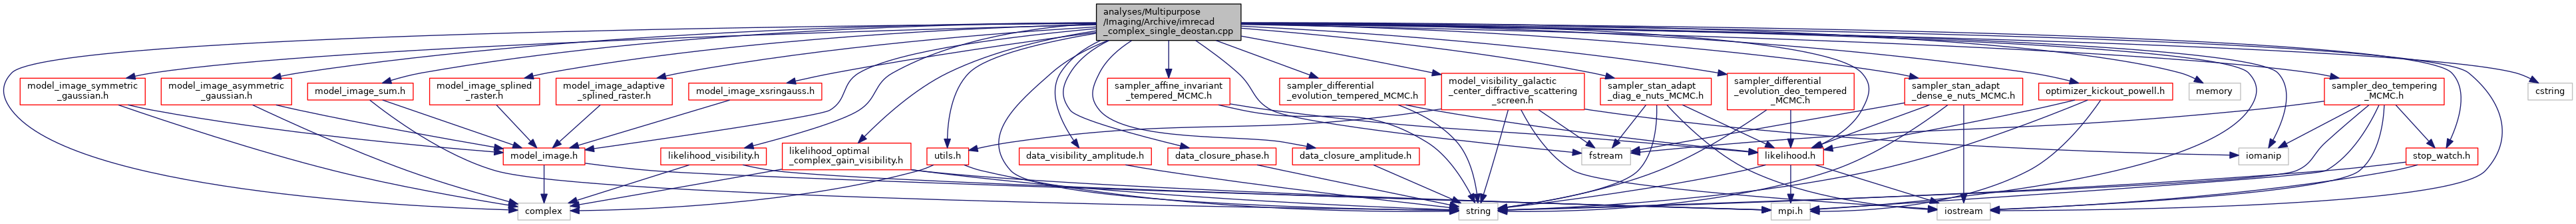 analyses/Multipurpose
/Imaging/Archive/imrecad
_complex_single_deostan.cpp
model_image_symmetric
_gaussian.h
model_image_asymmetric
_gaussian.h
model_image_sum.h
model_image_splined
_raster.h
model_image_adaptive
_splined_raster.h
model_image_xsringauss.h
sampler_affine_invariant
_tempered_MCMC.h
sampler_differential
_evolution_tempered_MCMC.h
model_visibility_galactic
_center_diffractive_scattering
_screen.h
sampler_stan_adapt
_diag_e_nuts_MCMC.h
sampler_differential
_evolution_deo_tempered
_MCMC.h
sampler_stan_adapt
_dense_e_nuts_MCMC.h
optimizer_kickout_powell.h
memory
sampler_deo_tempering
_MCMC.h
cstring
model_image.h
likelihood_visibility.h
likelihood_optimal
_complex_gain_visibility.h
utils.h
data_visibility_amplitude.h
data_closure_phase.h
data_closure_amplitude.h
fstream
likelihood.h
iomanip
stop_watch.h
complex
string
mpi.h
iostream